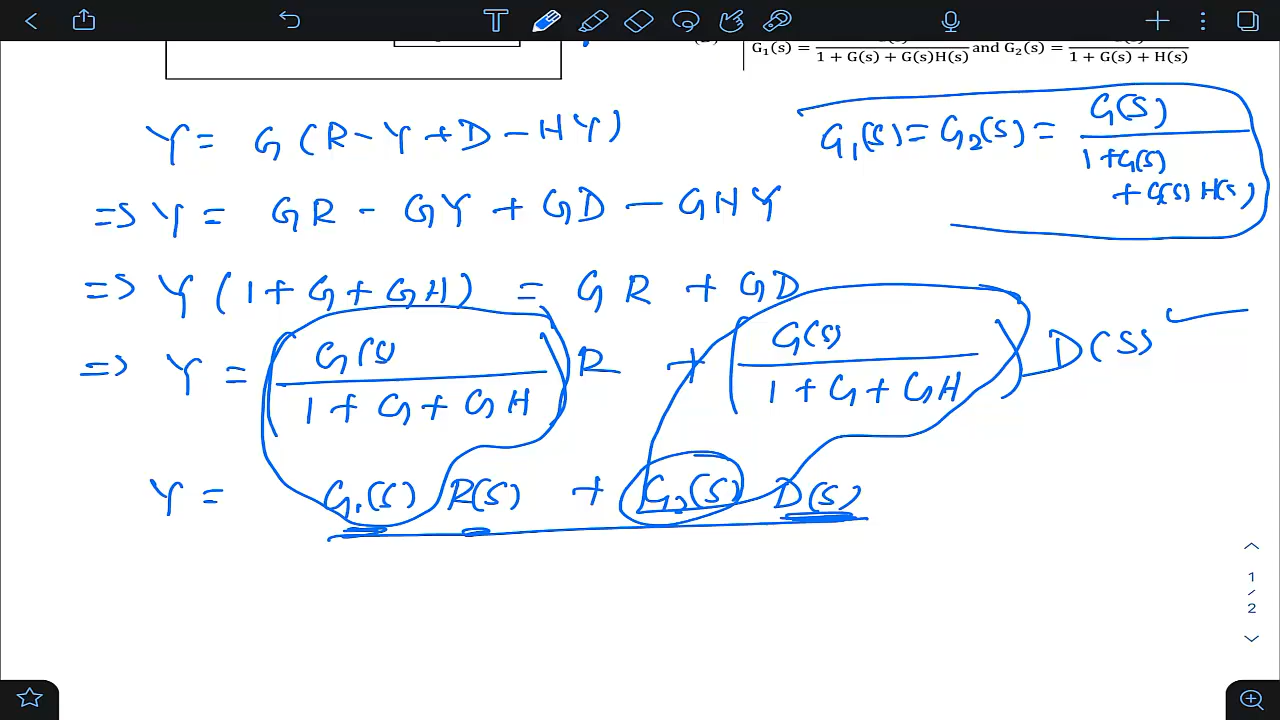 G₁(s) = ─── / 1 + G(s) + G(s)H(s) and G₂(s) = ─── / 1 + G(s) + H(s)
Y = G (R - Y + D - HY)
G₁(s) = G₂(s) = G(s) / 1 + G(s) + G(s) H(s)
=> Y = GR - GY + GD - GHY
=> Y (1 + G + GH) = GR + GD
=> Y = (G(s) / 1 + G + GH) R + (G(s) / 1 + G + GH) D(s)
Y = G₁(s) R(s) + G₂(s) D(s)
1
/
2